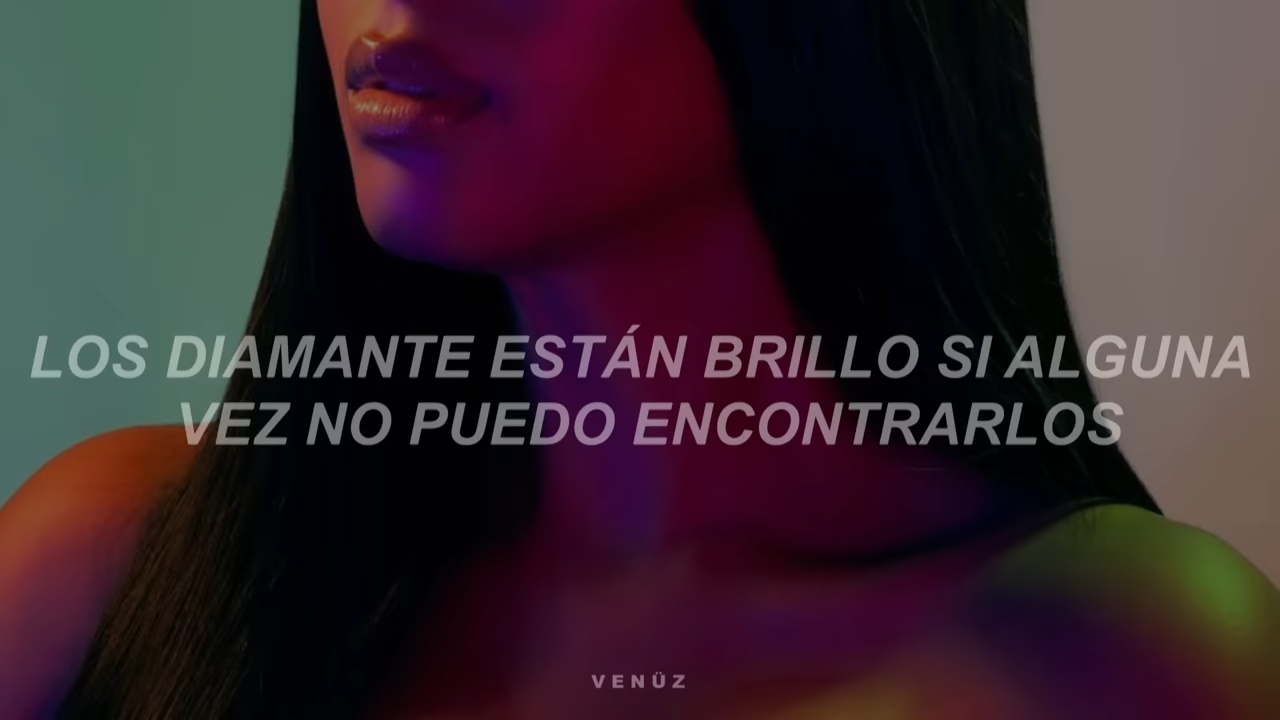 LOS DIAMANTE ESTÁN BRILLO SI ALGUNA
VEZ NO PUEDO ENCONTRARLOS
VENÜZ